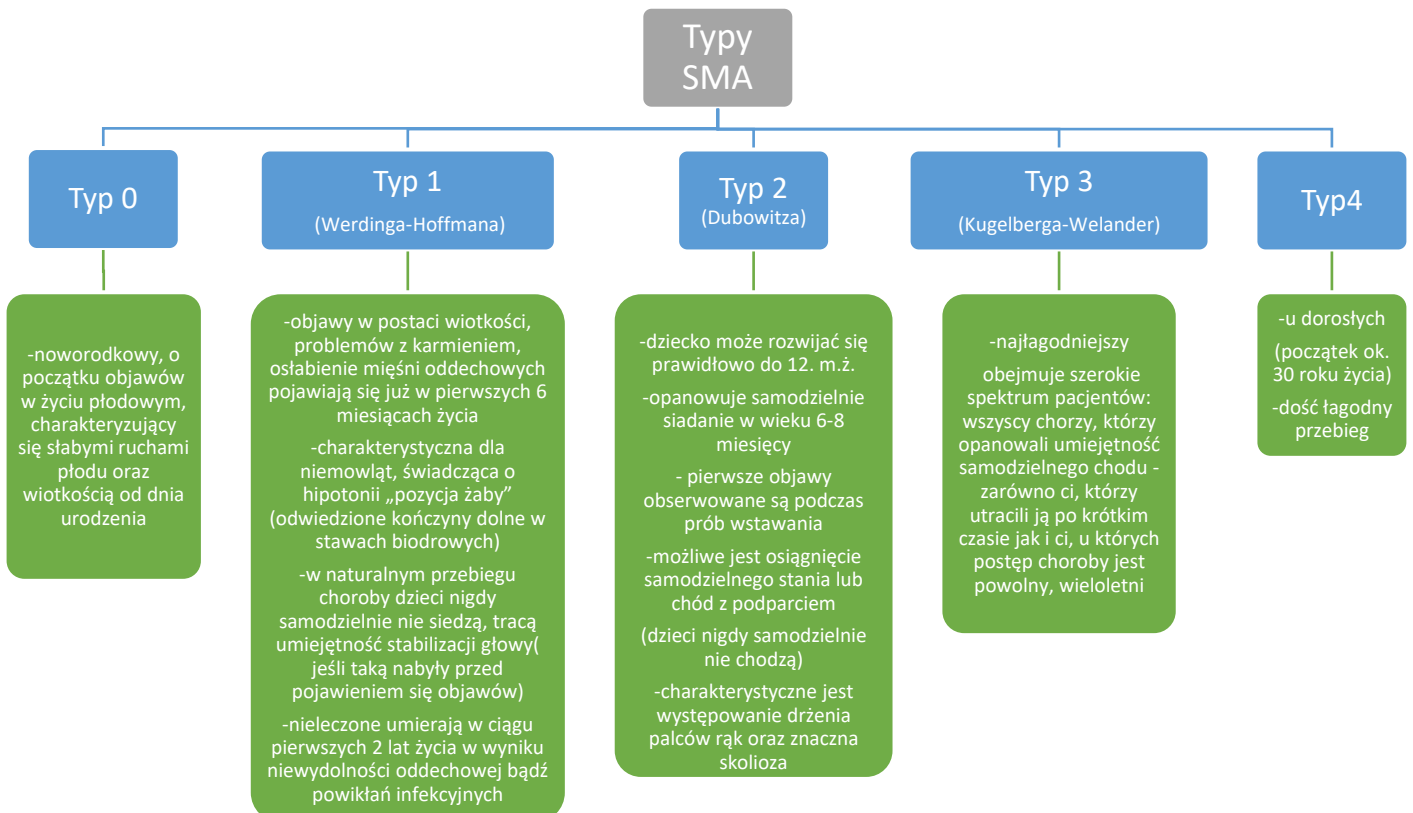 Typy
SMA
Typ 0
-noworodkowy, o
początku objawów
w życiu płodowym,
charakteryzujący
się słabymi ruchami
płodu oraz
wiotkością od dnia
urodzenia
Typ 1
(Werdinga-Hoffmana)
-objawy w postaci wiotkości,
problemów z karmieniem,
osłabienie mięśni oddechowych
pojawiają się już w pierwszych 6
miesiącach życia
-charakterystyczna dla
niemowląt, świadcząca o
hipotonii „pozycja żaby”
(odwiedzione kończyny dolne w
stawach biodrowych)
-w naturalnym przebiegu
choroby dzieci nigdy
samodzielnie nie siedzą, tracą
umiejętność stabilizacji głowy(
jeśli taką nabyły przed
pojawieniem się objawów)
-nieleczone umierają w ciągu
pierwszych 2 lat życia w wyniku
niewydolności oddechowej bądź
powikłań infekcyjnych
Typ 2
(Dubowitza)
-dziecko może rozwijać się
prawidłowo do 12. m.ż.
-opanowuje samodzielnie
siadanie w wieku 6-8
miesięcy
- pierwsze objawy
obserwowane są podczas
prób wstawania
-możliwe jest osiągnięcie
samodzielnego stania lub
chód z podparciem
(dzieci nigdy samodzielnie
nie chodzą)
-charakterystyczne jest
występowanie drżenia
palców rąk oraz znaczna
skolioza
Typ 3
(Kugelberga-Welander)
-najłagodniejszy
obejmuje szerokie
spektrum pacjentów:
wszyscy chorzy, którzy
opanowali umiejętność
samodzielnego chodu -
zarówno ci, którzy
utracili ją po krótkim
czasie jak i ci, u których
postęp choroby jest
powolny, wieloletni
Typ4
-u dorosłych
(początek ok.
30 roku życia)
-dość łagodny
przebieg